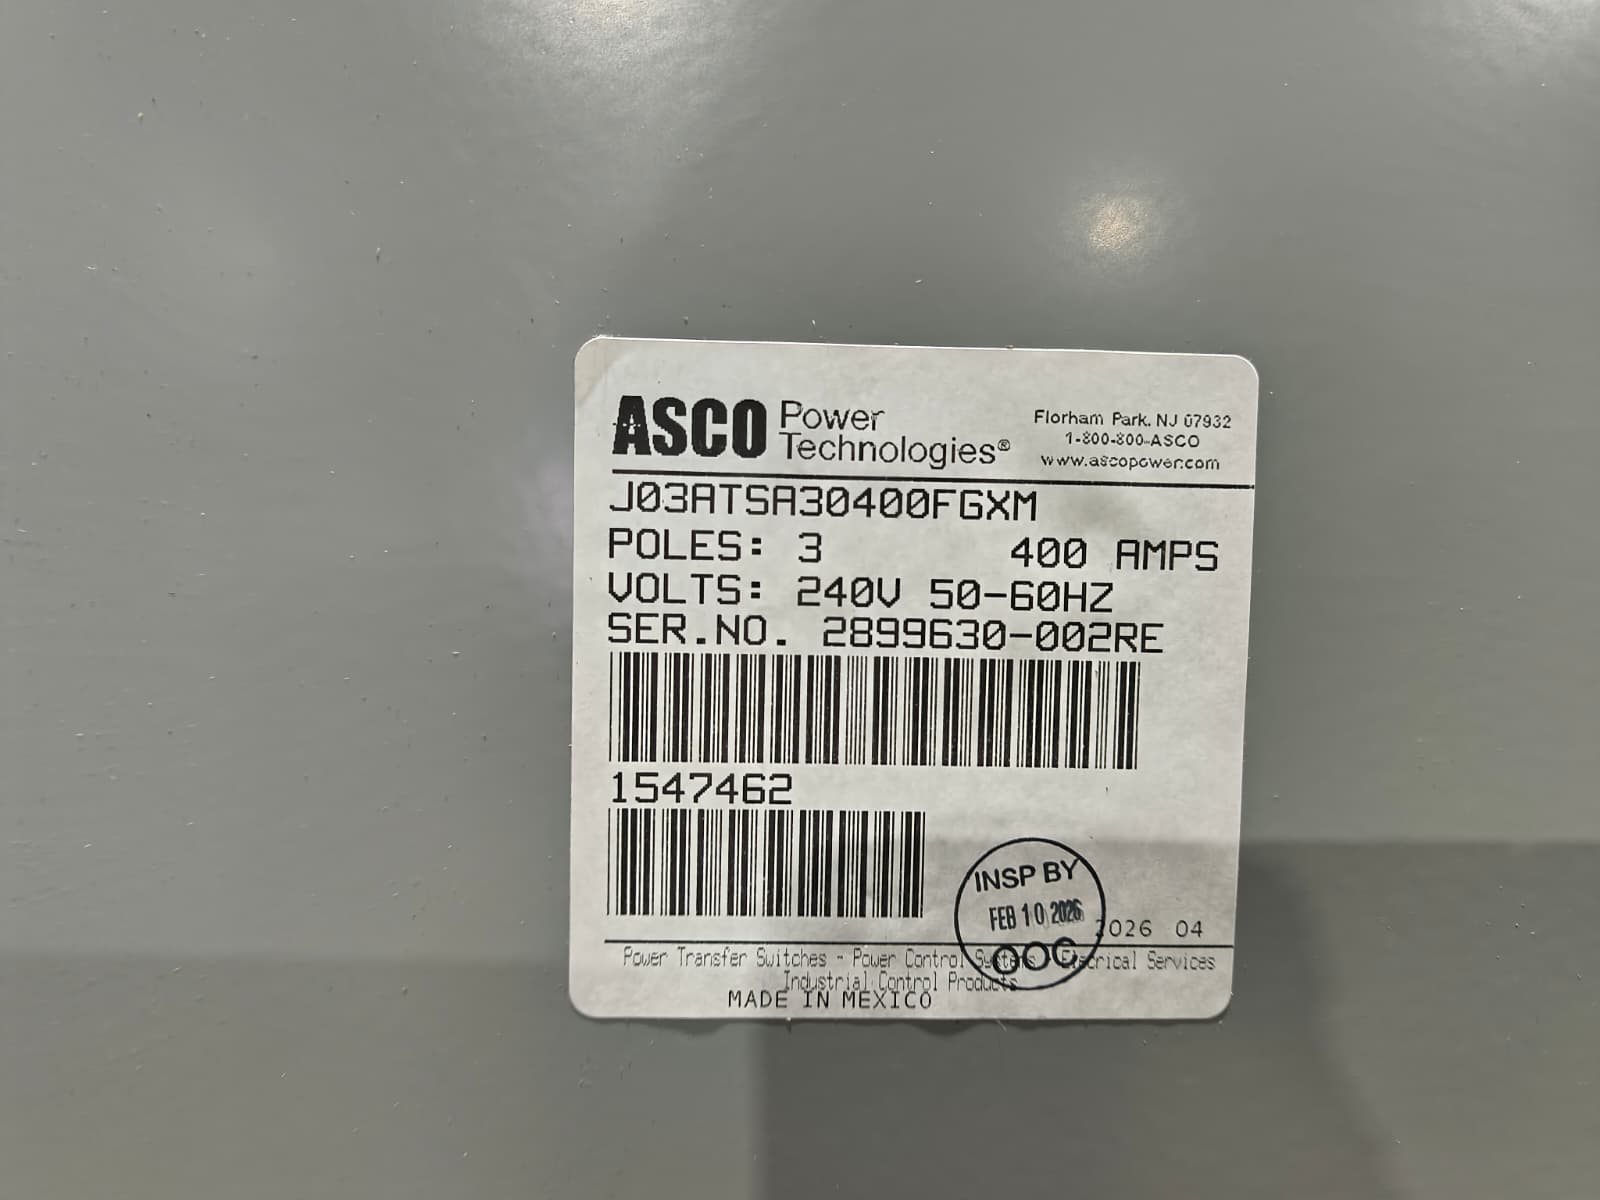 ASCO Power Technologies®
Florham Park, NJ 07932
1-800-800-ASCO
www.ascopower.com
J03ATSA30400FGXM
POLES: 3 400 AMPS
VOLTS: 240V 50-60HZ
SER.NO. 2899630-002RE
1547462
INSP BY
FEB 10 2026
OOC
2026 04
Power Transfer Switches - Power Control Systems Electrical Services
Industrial Control Products
MADE IN MEXICO